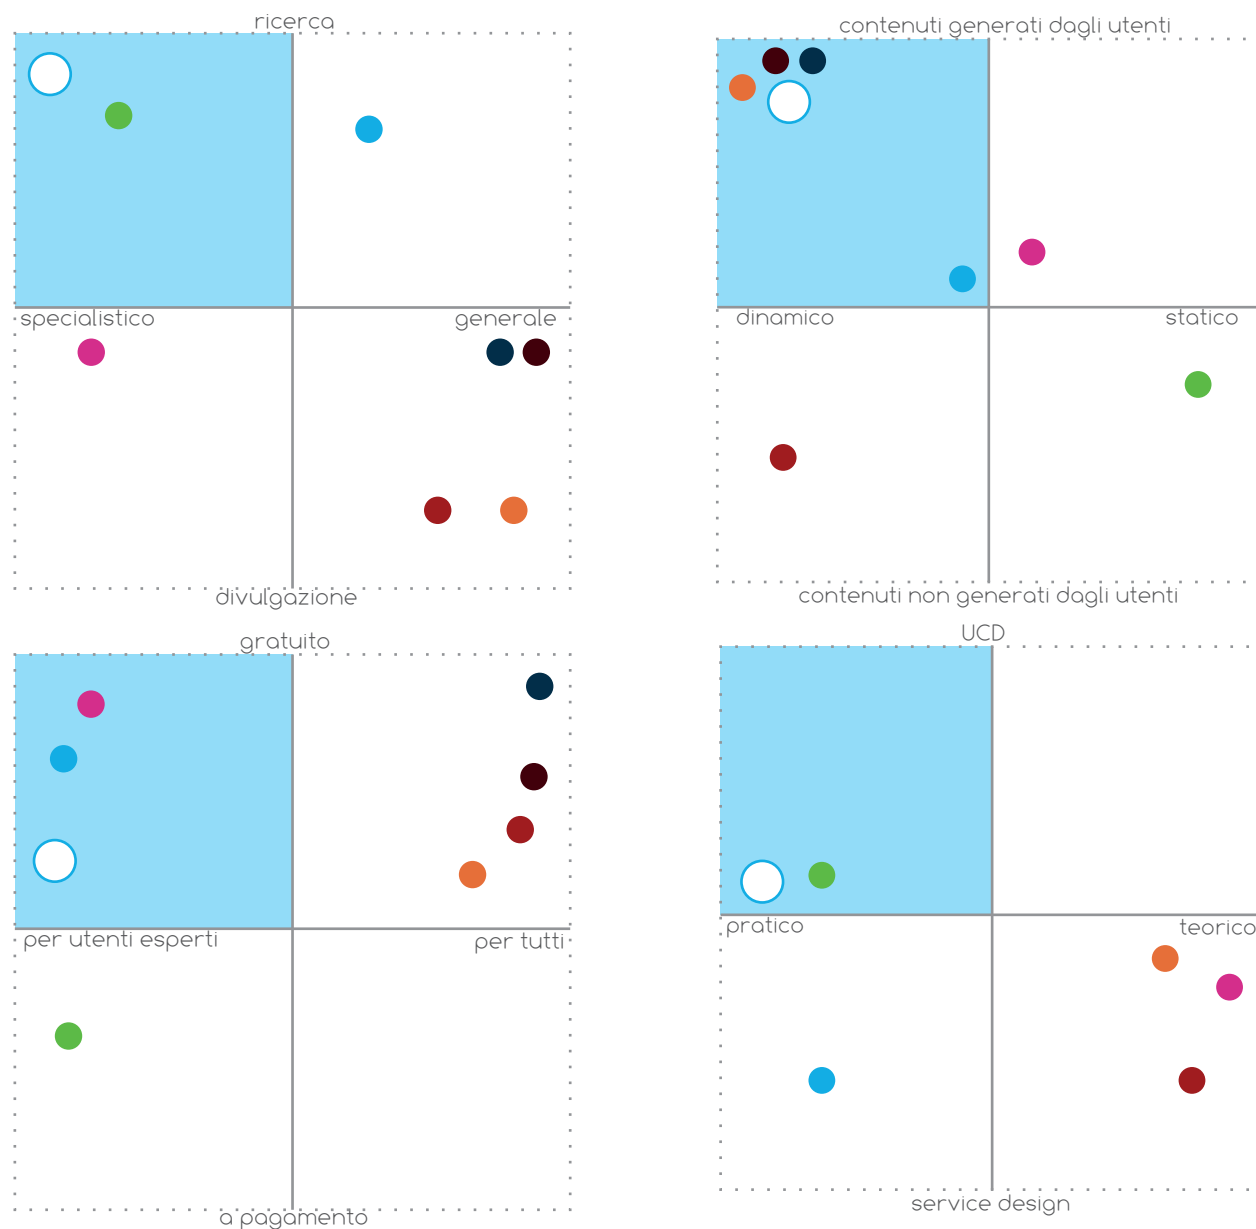 ricerca
specialistico
generale
divulgazione
contenuti generati dagli utenti
dinamico
statico
contenuti non generati dagli utenti
gratuito
per utenti esperti
per tutti
a pagamento
UCD
pratico
teorico
service design